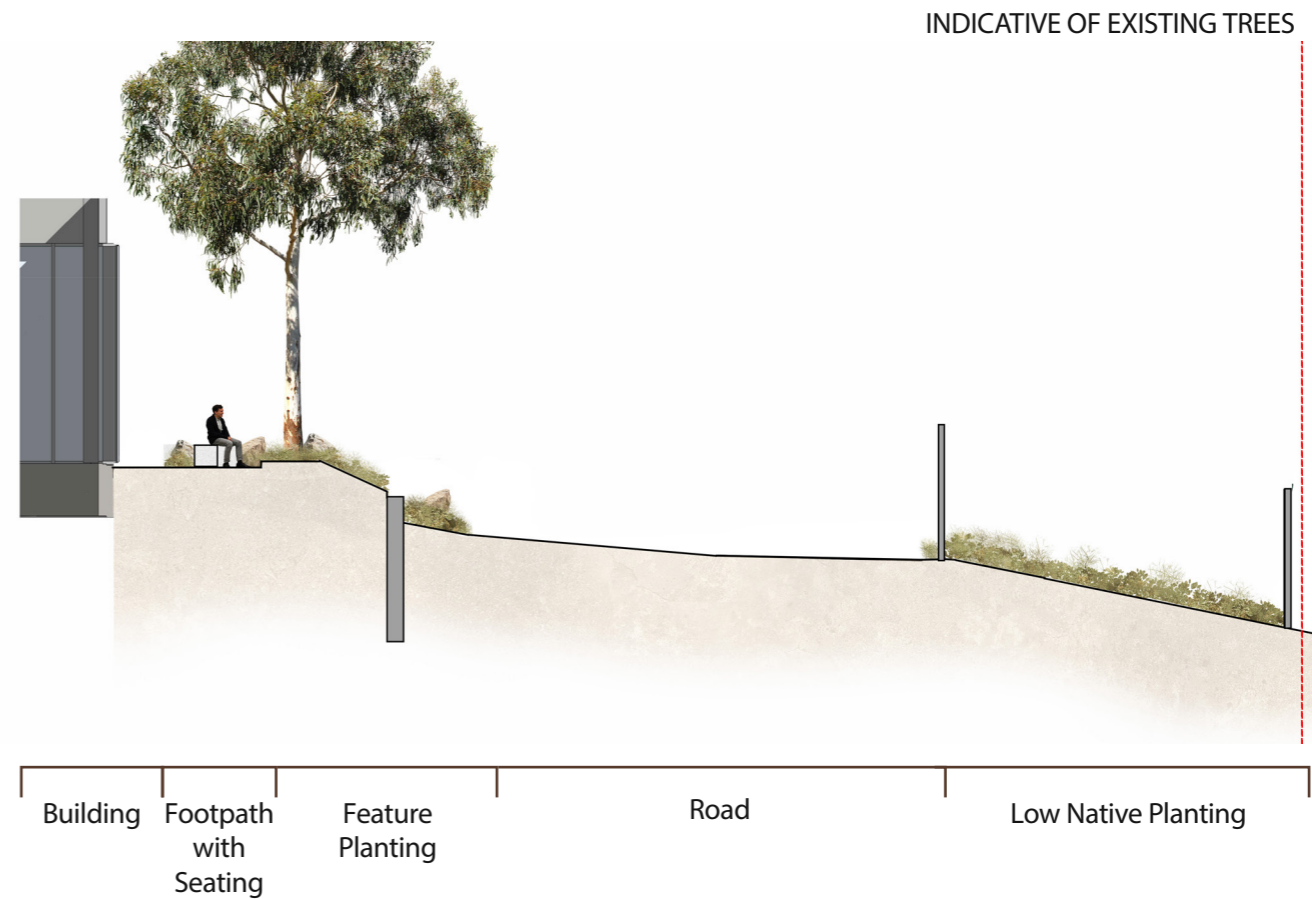 INDICATIVE OF EXISTING TREES
Building
Footpath
with
Seating
Feature
Planting
Road
Low Native Planting